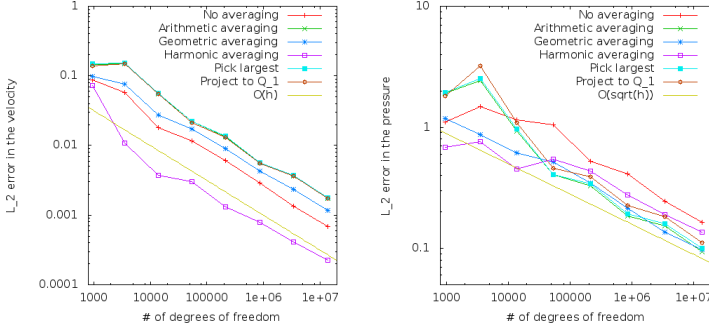 1
0.1
0.01
0.001
0.0001
L_2 error in the velocity
1000
10000
100000
1e+06
1e+07
# of degrees of freedom
No averaging
Arithmetic averaging
Geometric averaging
Harmonic averaging
Pick largest
Project to Q_1
O(h)
10
1
0.1
L_2 error in the pressure
1000
10000
100000
1e+06
1e+07
# of degrees of freedom
No averaging
Arithmetic averaging
Geometric averaging
Harmonic averaging
Pick largest
Project to Q_1
O(sqrt(h))